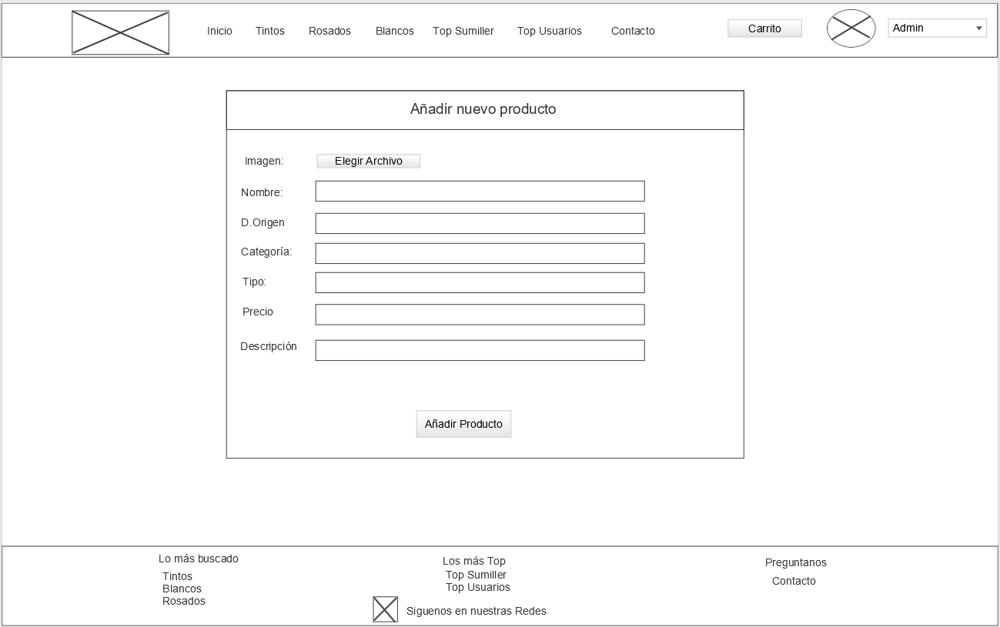 Inicio Tintos Rosados Blancos Top Sumiller Top Usuarios Contacto Carrito Admin
Añadir nuevo producto
Imagen: Elegir Archivo
Nombre:
D.Origen
Categoría:
Tipo:
Precio
Descripción
Añadir Producto
Lo más buscado
Tintos
Blancos
Rosados
Los más Top
Top Sumiller
Top Usuarios
Siguenos en nuestras Redes
Preguntanos
Contacto